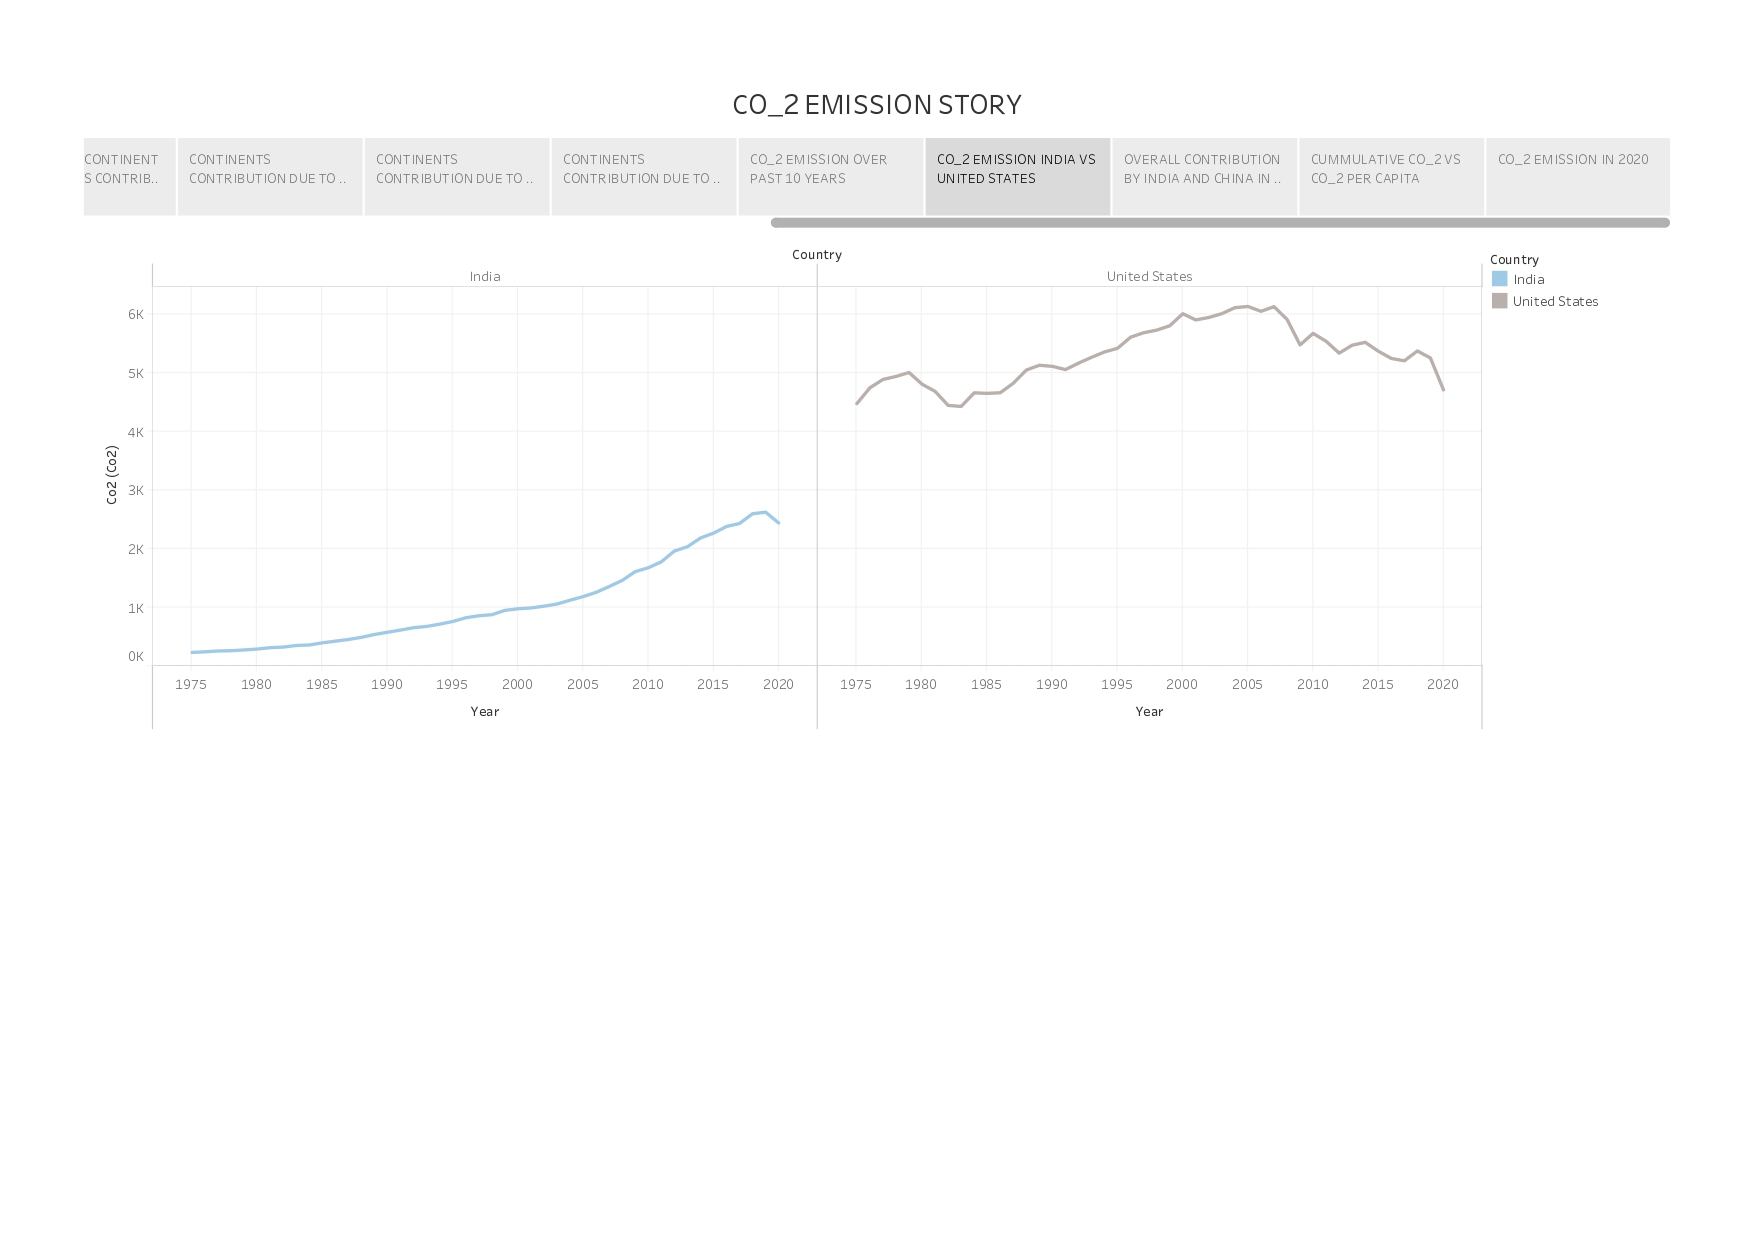 CO_2 EMISSION STORY
CONTINENT
S CONTRIB..
CONTINENTS
CONTRIBUTION DUE TO ..
CONTINENTS
CONTRIBUTION DUE TO ..
CONTINENTS
CONTRIBUTION DUE TO ..
CO_2 EMISSION OVER
PAST 10 YEARS
CO_2 EMISSION INDIA VS
UNITED STATES
OVERALL CONTRIBUTION
BY INDIA AND CHINA IN ..
CUMMULATIVE CO_2 VS
CO_2 PER CAPITA
CO_2 EMISSION IN 2020
Country
India
United States
Country
India
United States
Co2 (Co2)
6K
5K
4K
3K
2K
1K
0K
1975 1980 1985 1990 1995 2000 2005 2010 2015 2020
1975 1980 1985 1990 1995 2000 2005 2010 2015 2020
Year
Year